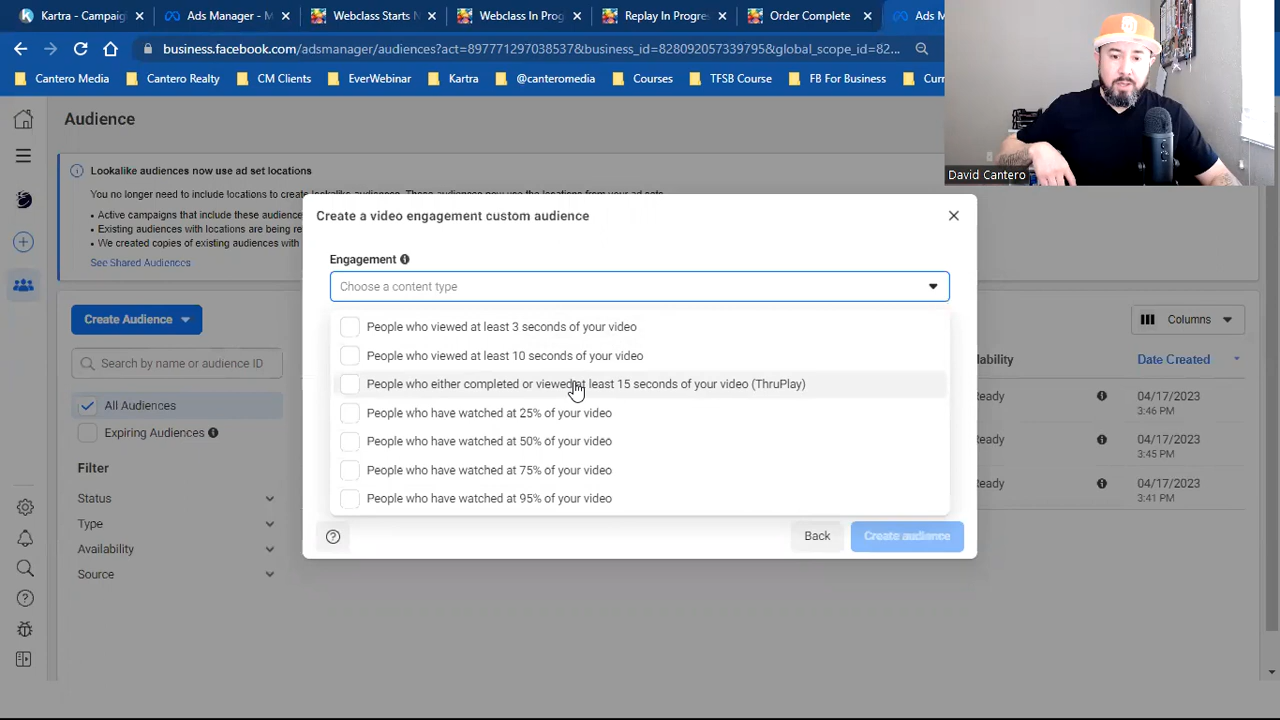 Kartra - Campaig
Ads Manager - M
Webclass Starts N
Webclass In Prog
Replay In Progres
Order Complete
Ads M
business.facebook.com/adsmanager/audiences?act=897771297038537&business_id=828092057339795&global_scope_id=82...
Cantero Media
Cantero Realty
CM Clients
EverWebinar
Kartra
@canteromedia
Courses
TFSB Course
FB For Business
Curr
David Cantero
Audience
Lookalike audiences now use ad set locations
You no longer need to include locations to create lookalike audiences. These audiences now use the locations from your ad sets.
• Active campaigns that include these audience
• Existing audiences with locations are being re
• We created copies of existing audiences with
See Shared Audiences
Create a video engagement custom audience
Engagement
Choose a content type
People who viewed at least 3 seconds of your video
People who viewed at least 10 seconds of your video
People who either completed or viewed at least 15 seconds of your video (ThruPlay)
People who have watched at 25% of your video
People who have watched at 50% of your video
People who have watched at 75% of your video
People who have watched at 95% of your video
Back
Create audience
Create Audience
Search by name or audience ID
All Audiences
Expiring Audiences
Filter
Status
Type
Availability
Source
Columns
lability
Date Created
Ready
04/17/2023
3:46 PM
Ready
04/17/2023
3:45 PM
Ready
04/17/2023
3:41 PM